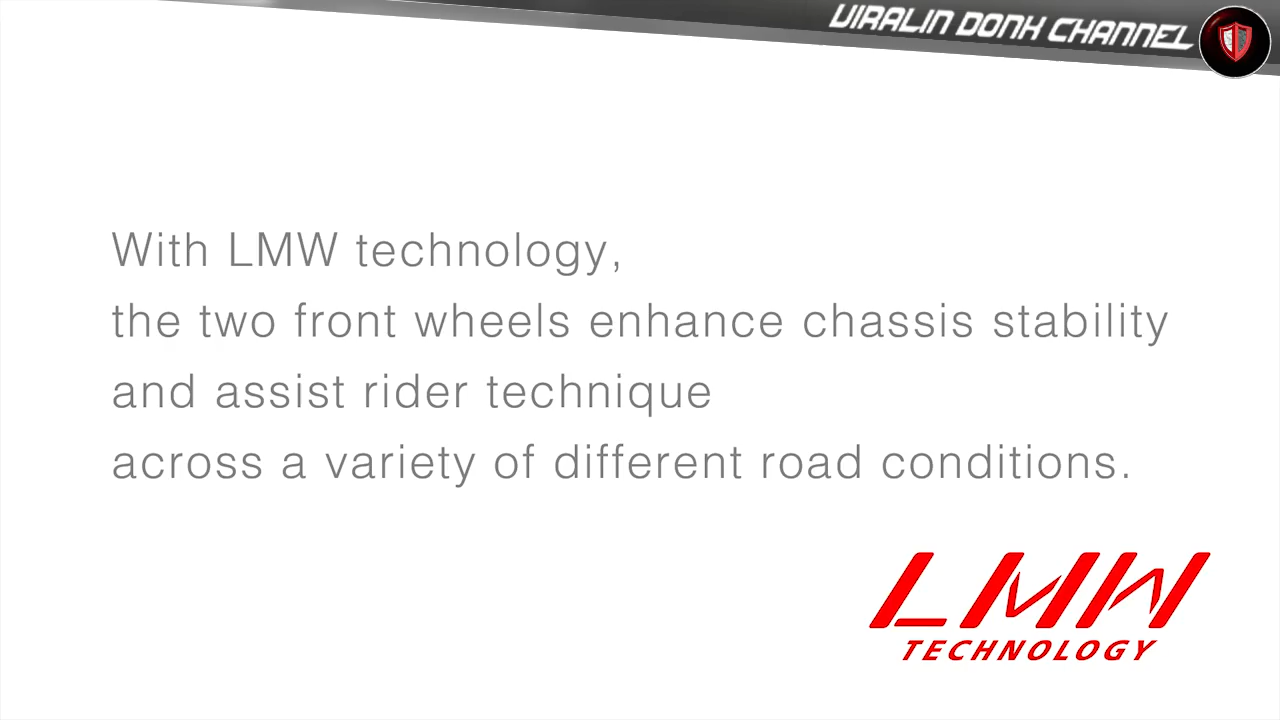 VIRALIN DONK CHANNEL
With LMW technology,
the two front wheels enhance chassis stability
and assist rider technique
across a variety of different road conditions.
LMW
TECHNOLOGY